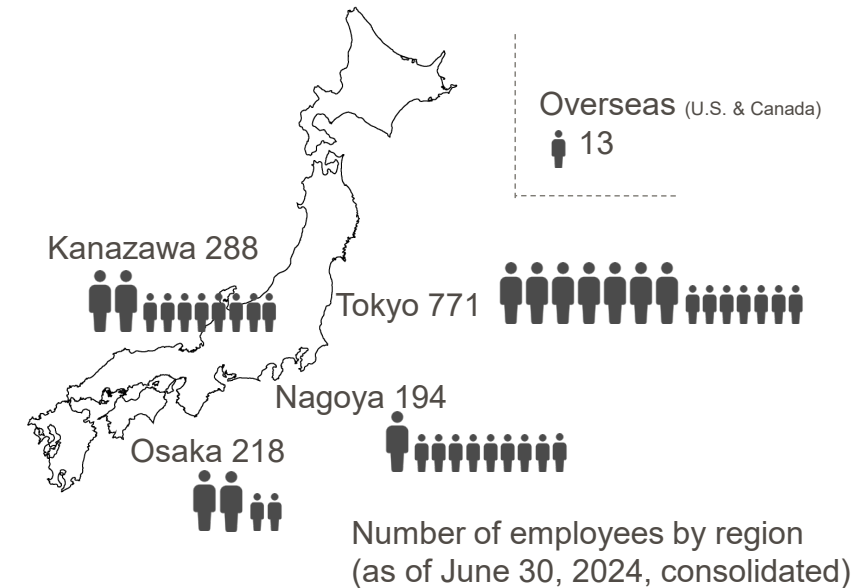 Overseas (U.S. & Canada)
13
Kanazawa 288
Tokyo 771
Nagoya 194
Osaka 218
Number of employees by region
(as of June 30, 2024, consolidated)